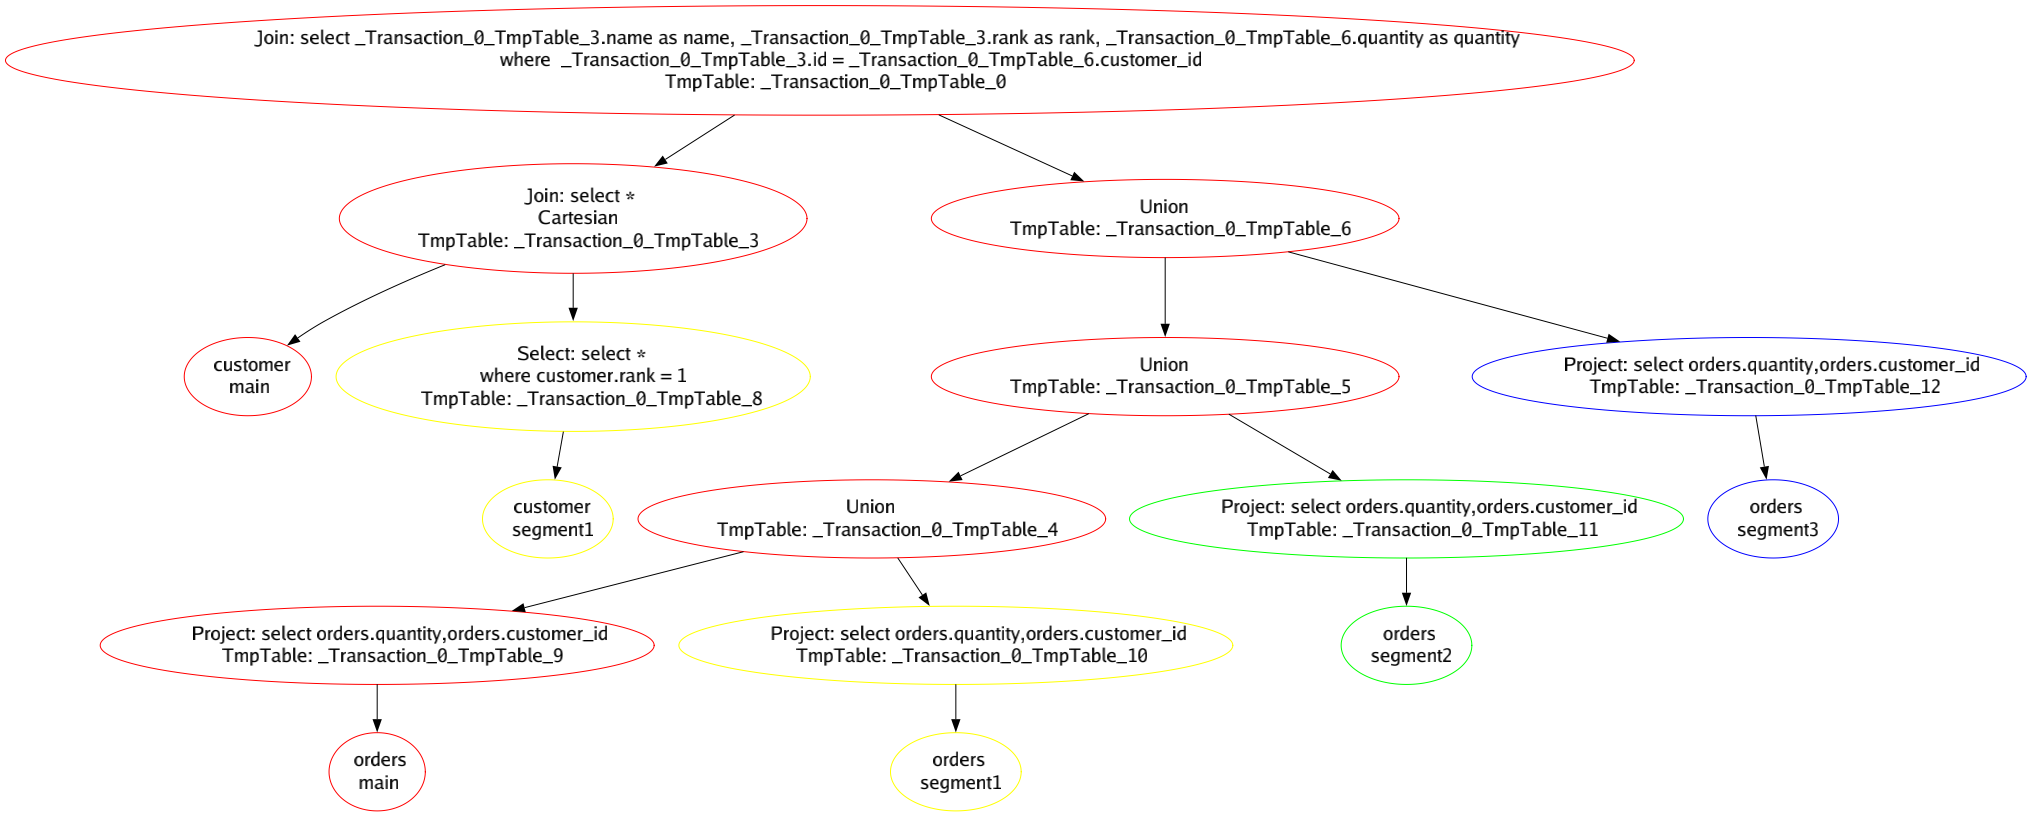 Join: select _Transaction_0_TmpTable_3.name as name, _Transaction_0_TmpTable_3.rank as rank, _Transaction_0_TmpTable_6.quantity as quantity
where  _Transaction_0_TmpTable_3.id = _Transaction_0_TmpTable_6.customer_id
TmpTable: _Transaction_0_TmpTable_0
Join: select *
Cartesian
TmpTable: _Transaction_0_TmpTable_3
Union
TmpTable: _Transaction_0_TmpTable_6
customer
main
Select: select *
where customer.rank = 1
TmpTable: _Transaction_0_TmpTable_8
Union
TmpTable: _Transaction_0_TmpTable_5
Project: select orders.quantity,orders.customer_id
TmpTable: _Transaction_0_TmpTable_12
customer
segment1
Union
TmpTable: _Transaction_0_TmpTable_4
Project: select orders.quantity,orders.customer_id
TmpTable: _Transaction_0_TmpTable_11
orders
segment3
Project: select orders.quantity,orders.customer_id
TmpTable: _Transaction_0_TmpTable_9
Project: select orders.quantity,orders.customer_id
TmpTable: _Transaction_0_TmpTable_10
orders
segment2
orders
main
orders
segment1